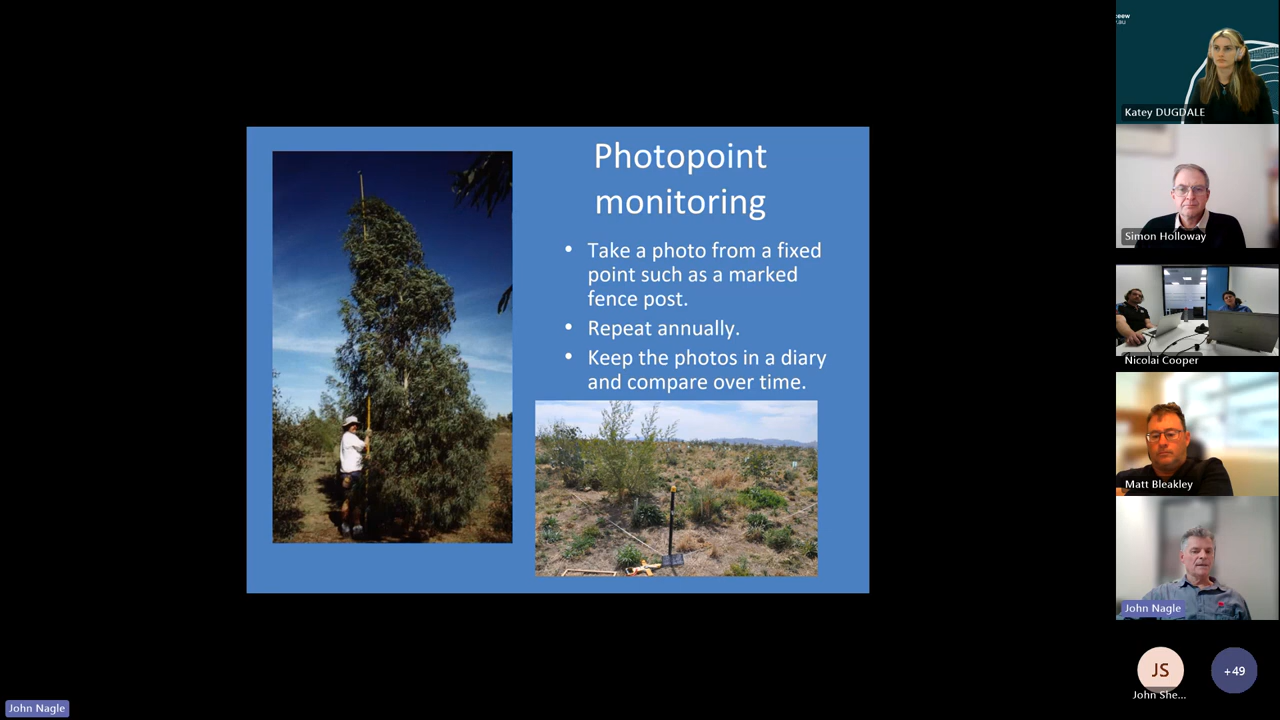 Photopoint
monitoring
• Take a photo from a fixed
point such as a marked
fence post.
• Repeat annually.
• Keep the photos in a diary
and compare over time.
Katey DUGDALE
Simon Holloway
Nicolai Cooper
Matt Bleakley
John Nagle
JS
John She...
+49
John Nagle